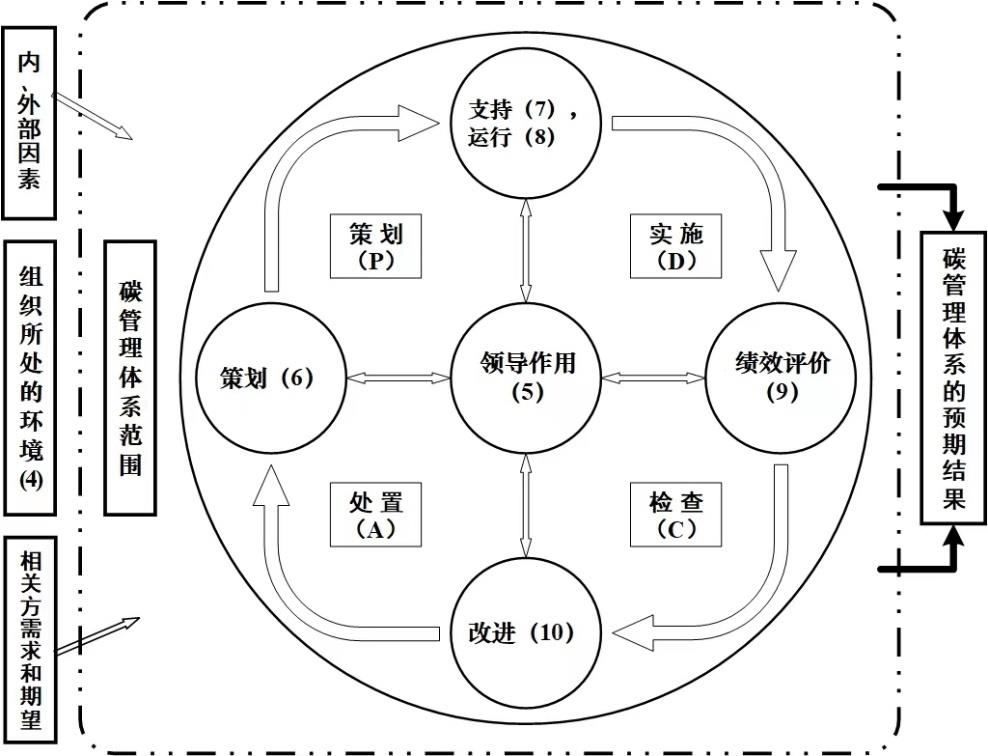 内、外部因素
组织所处的环境(4)
相关方需求和期望
碳管理体系范围
支持（7），
运行（8）
策 划
（P）
实 施
（D）
策划（6）
领导作用
（5）
绩效评价
（9）
处 置
（A）
检 查
（C）
改进（10）
碳管理体系的预期结果